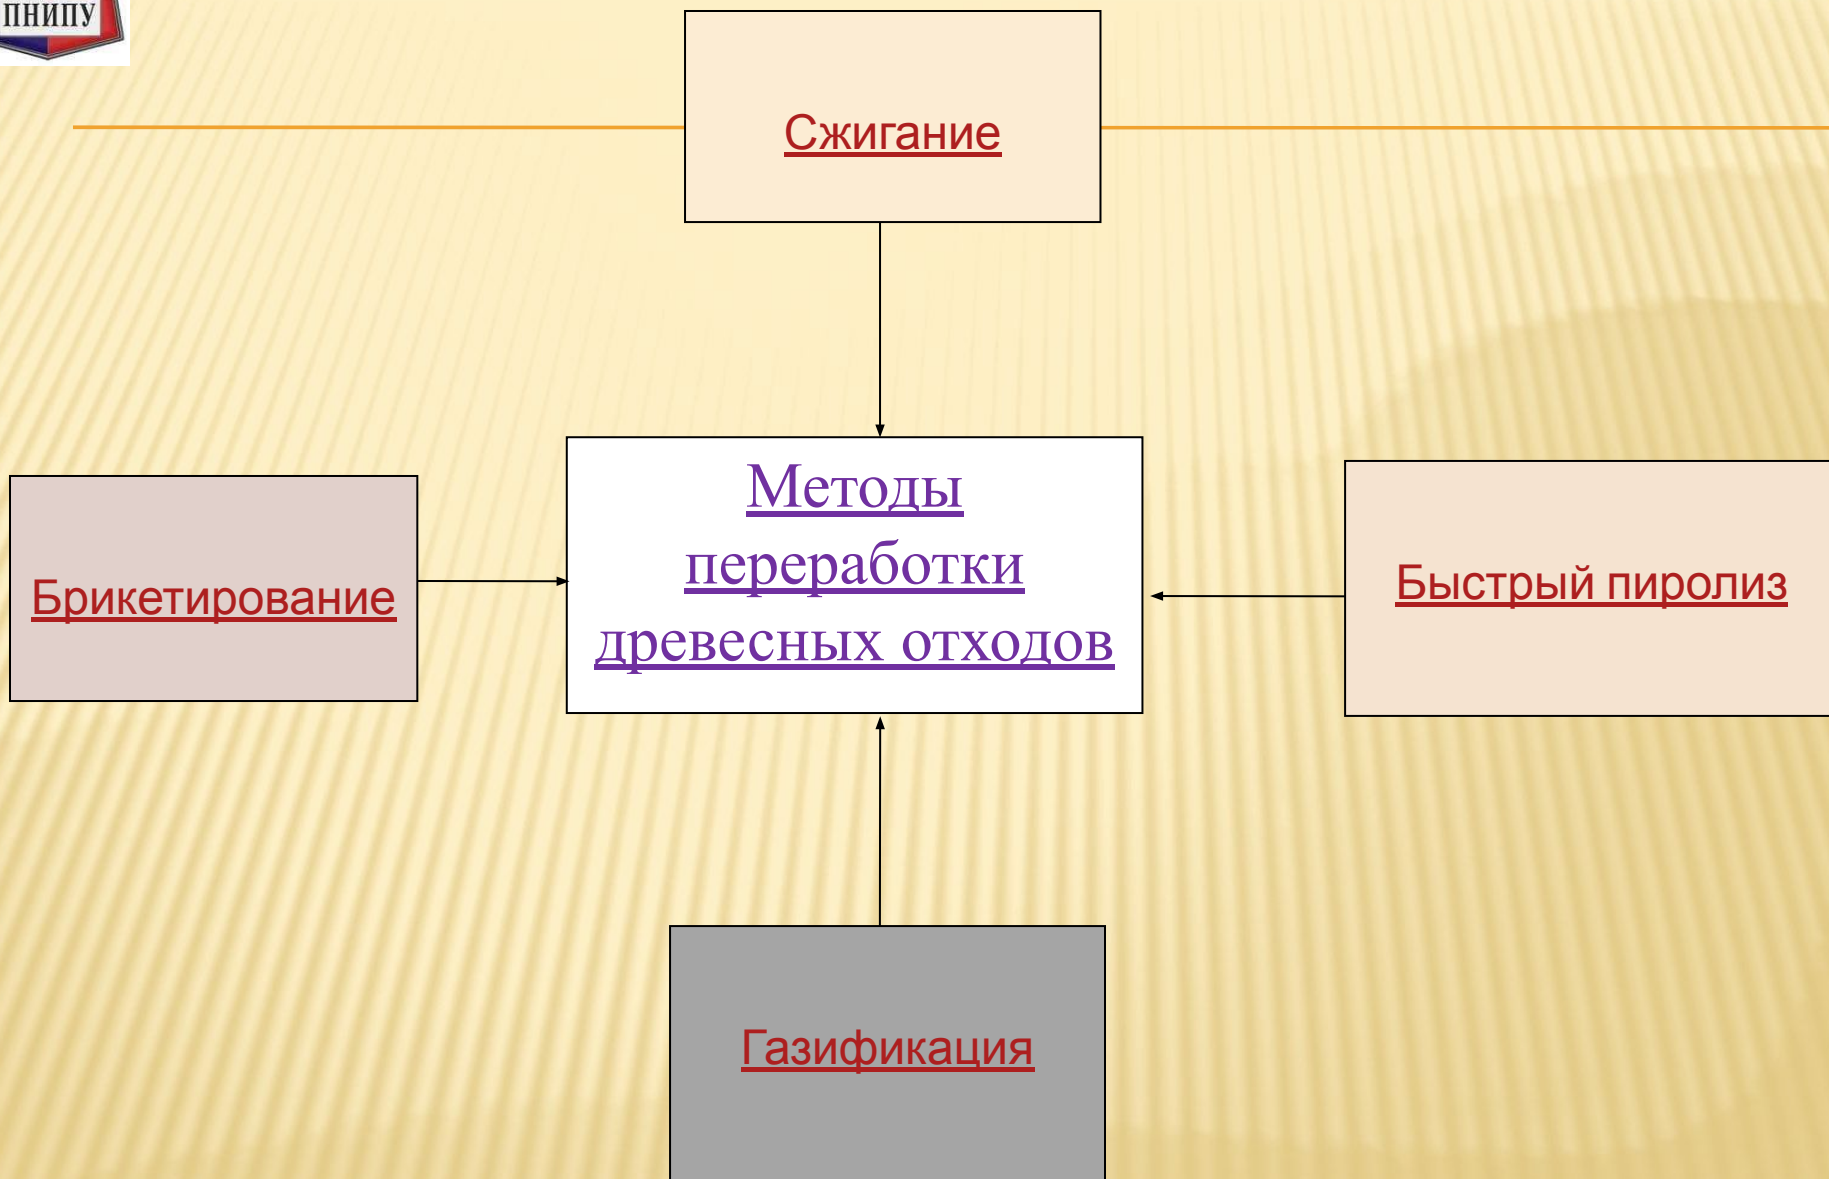 ПНИПУ
Сжигание
Методы
переработки
древесных отходов
Брикетирование
Быстрый пиролиз
Газификация